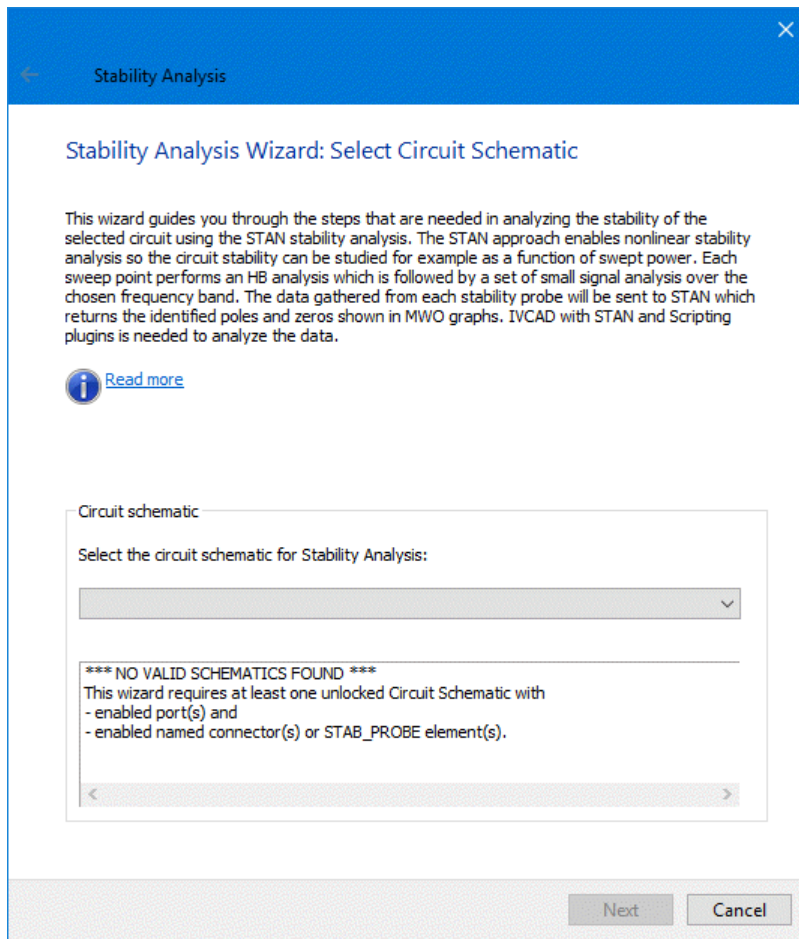 Stability Analysis
Stability Analysis Wizard: Select Circuit Schematic
This wizard guides you through the steps that are needed in analyzing the stability of the
selected circuit using the STAN stability analysis. The STAN approach enables nonlinear stability
analysis so the circuit stability can be studied for example as a function of swept power. Each
sweep point performs an HB analysis which is followed by a set of small signal analysis over the
chosen frequency band. The data gathered from each stability probe will be sent to STAN which
returns the identified poles and zeros shown in MWO graphs. IVCAD with STAN and Scripting
plugins is needed to analyze the data.
Read more
Circuit schematic
Select the circuit schematic for Stability Analysis:
*** NO VALID SCHEMATICS FOUND ***
This wizard requires at least one unlocked Circuit Schematic with
- enabled port(s) and
- enabled named connector(s) or STAB_PROBE element(s).
Next Cancel